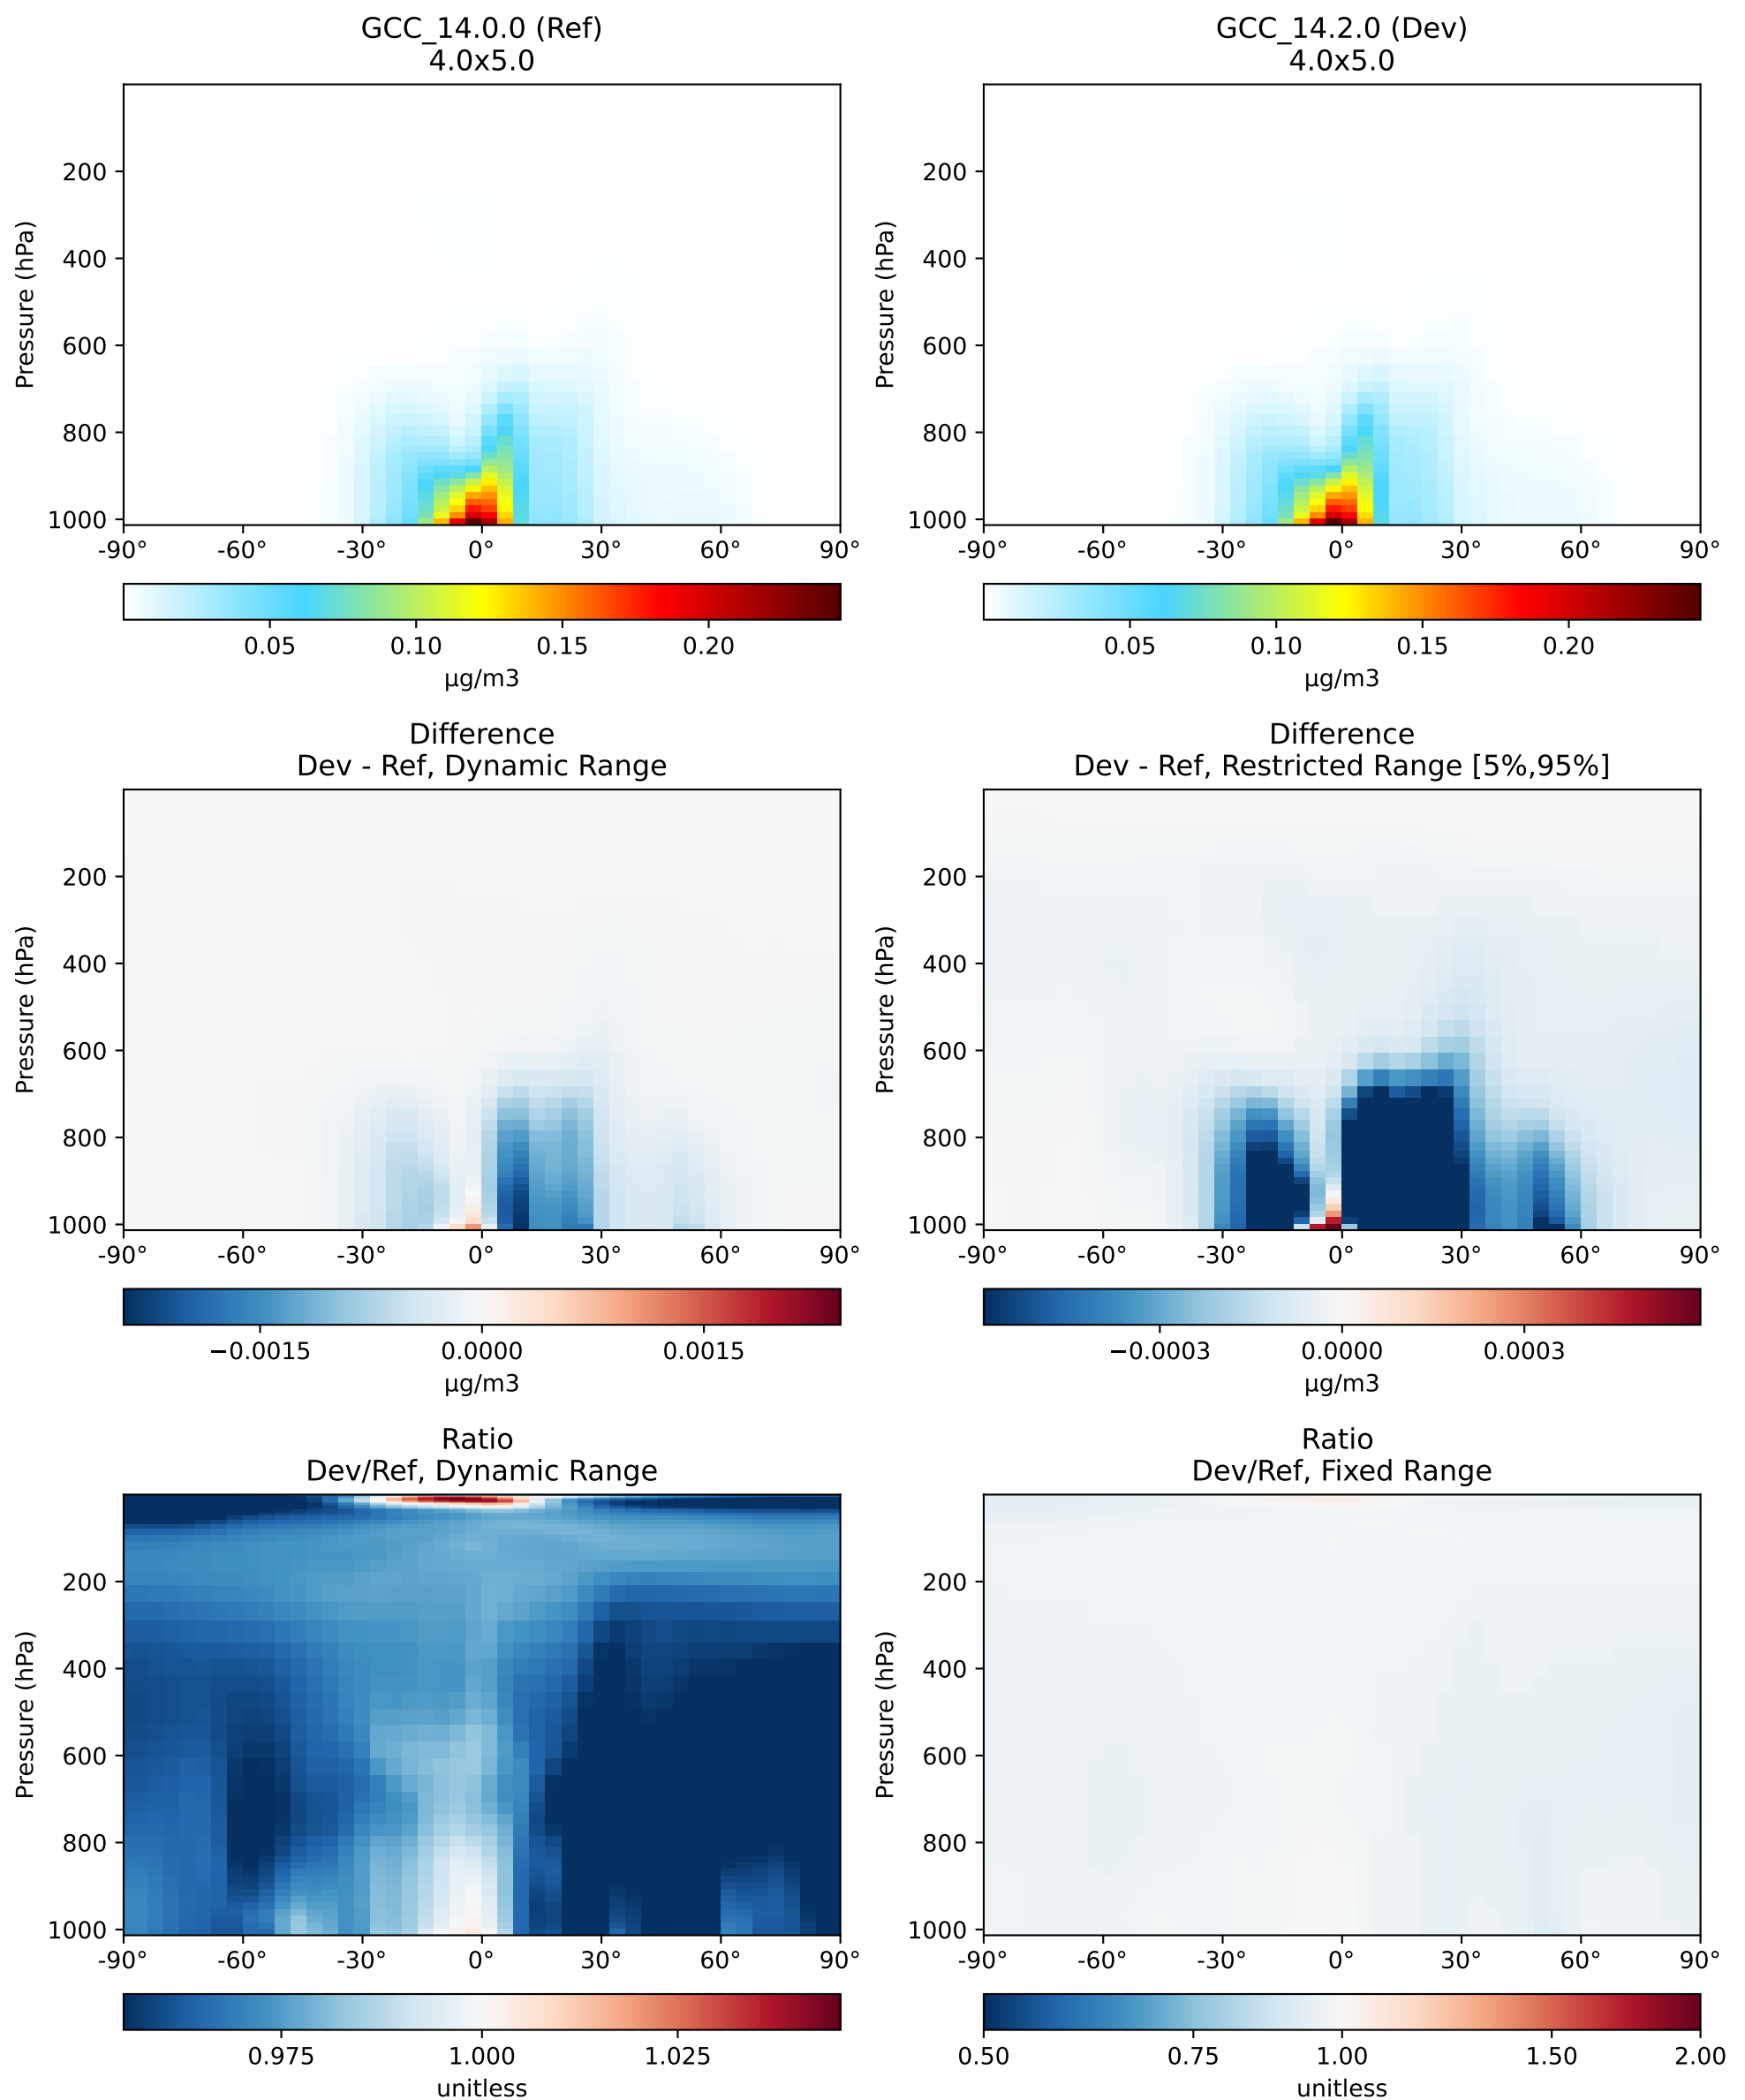 GCC_14.0.0 (Ref)
4.0x5.0
Pressure (hPa)
200
400
600
800
1000
-90° -60° -30° 0° 30° 60° 90°
0.05 0.10 0.15 0.20
µg/m3
GCC_14.2.0 (Dev)
4.0x5.0
Pressure (hPa)
200
400
600
800
1000
-90° -60° -30° 0° 30° 60° 90°
0.05 0.10 0.15 0.20
µg/m3
Difference
Dev - Ref, Dynamic Range
Pressure (hPa)
200
400
600
800
1000
-90° -60° -30° 0° 30° 60° 90°
−0.0015 0.0000 0.0015
µg/m3
Difference
Dev - Ref, Restricted Range [5%,95%]
Pressure (hPa)
200
400
600
800
1000
-90° -60° -30° 0° 30° 60° 90°
−0.0003 0.0000 0.0003
µg/m3
Ratio
Dev/Ref, Dynamic Range
Pressure (hPa)
200
400
600
800
1000
-90° -60° -30° 0° 30° 60° 90°
0.975 1.000 1.025
unitless
Ratio
Dev/Ref, Fixed Range
Pressure (hPa)
200
400
600
800
1000
-90° -60° -30° 0° 30° 60° 90°
0.50 0.75 1.00 1.50 2.00
unitless